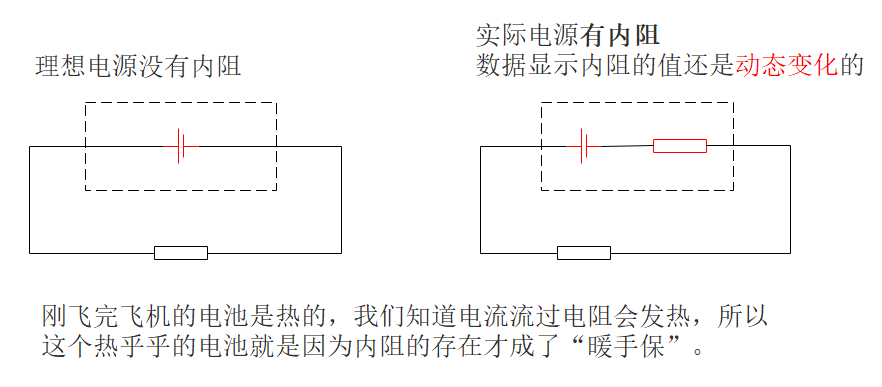 理想电源没有内阻
实际电源有内阻
数据显示内阻的值还是动态变化的
刚飞完飞机的电池是热的，我们知道电流流过电阻会发热，所以
这个热乎乎的电池就是因为内阻的存在才成了“暖手保”。